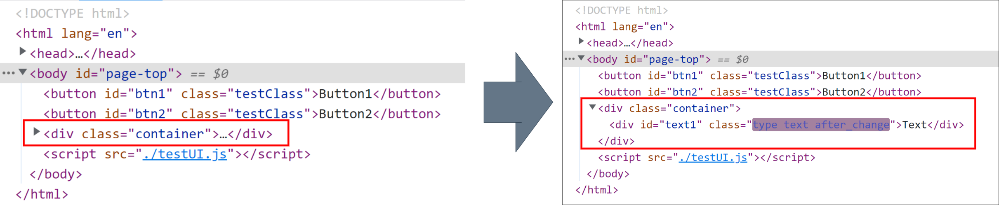 <!DOCTYPE html>
<html lang="en">
<head>…</head>
<body id="page-top"> == $0
<button id="btn1" class="testClass">Button1</button>
<button id="btn2" class="testClass">Button2</button>
<div class="container">…</div>
<script src="./testUI.js"></script>
</body>
</html>
<!DOCTYPE html>
<html lang="en">
<head>…</head>
<body id="page-top"> == $0
<button id="btn1" class="testClass">Button1</button>
<button id="btn2" class="testClass">Button2</button>
<div class="container">
<div id="text1" class="type text after_change">Text</div>
</div>
<script src="./testUI.js"></script>
</body>
</html>